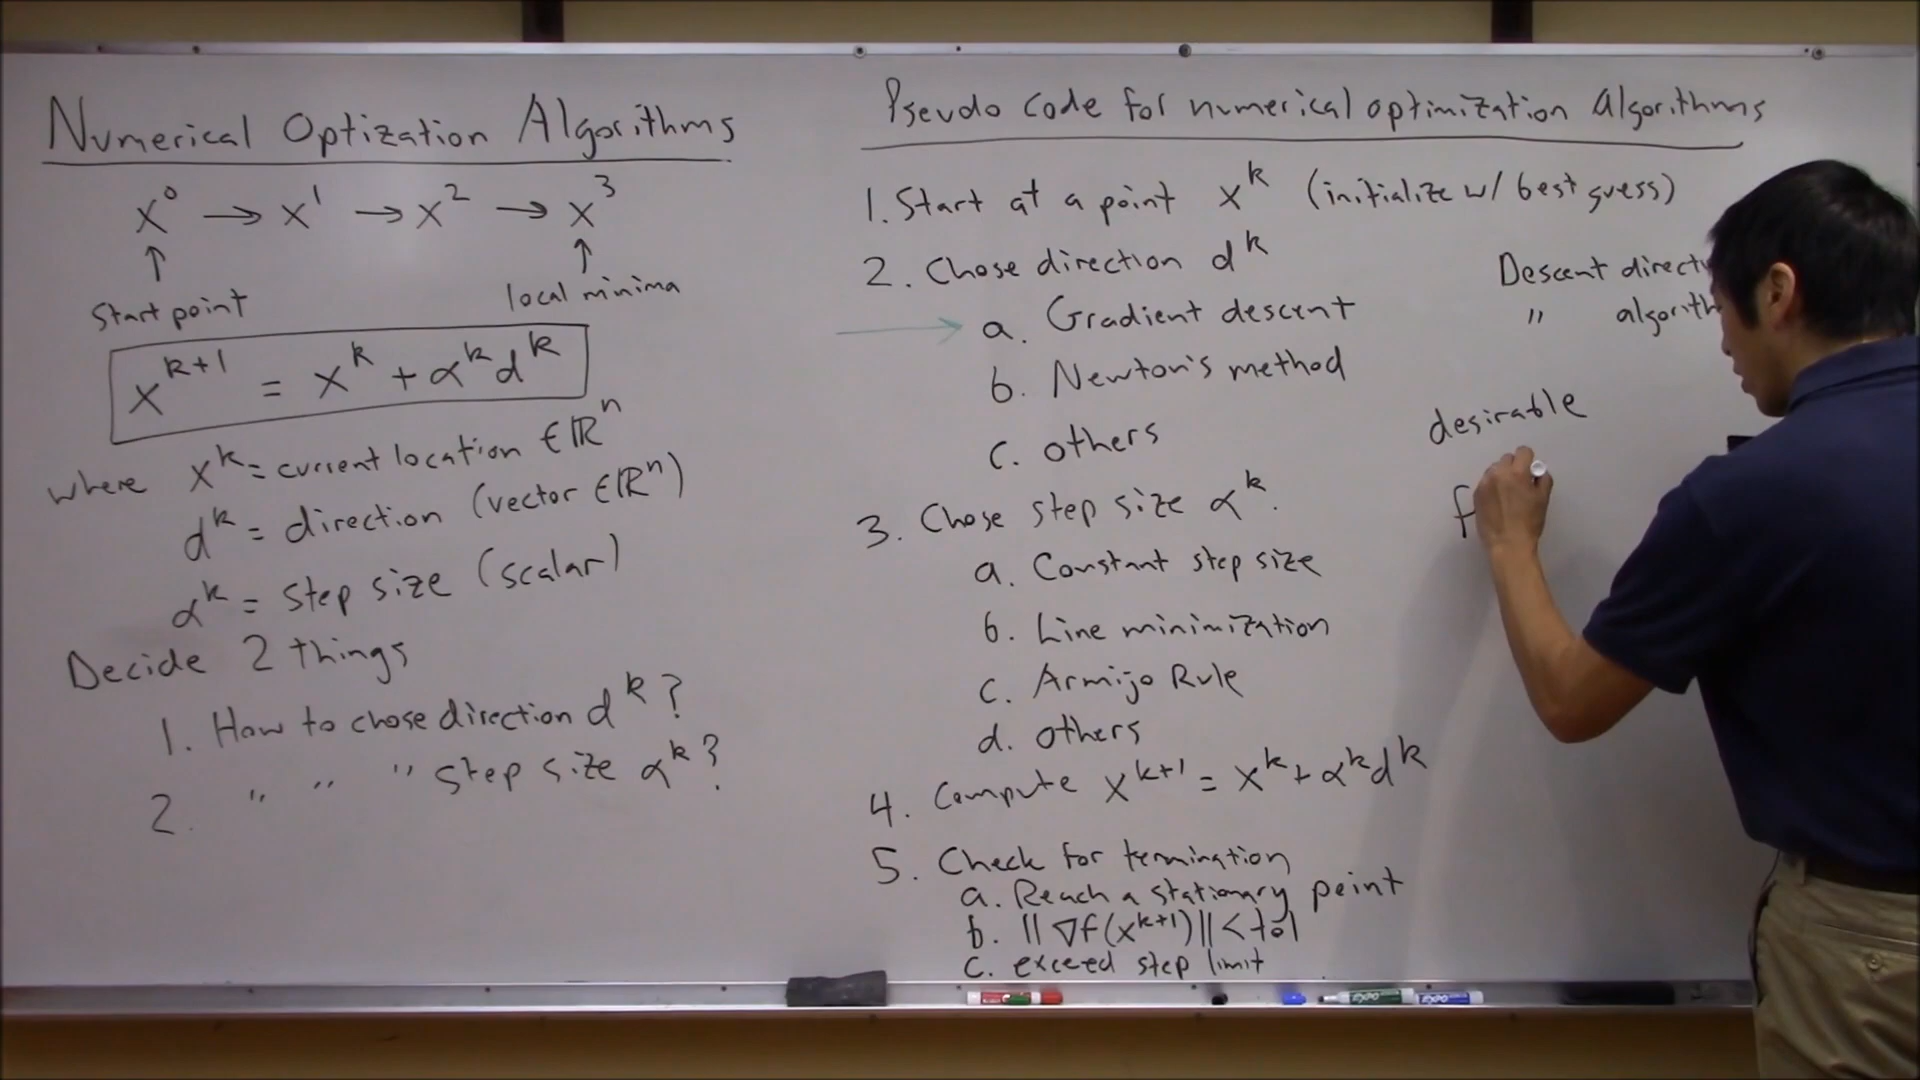 Numerical Optization Algorithms
x⁰ → x¹ → x² → x³
↑ ↑
Start point local minima
x^{k+1} = x^k + α^k d^k
where x^k = current location ∈ ℝ^n
d^k = direction (vector ∈ ℝ^n)
α^k = step size (scalar)
Decide 2 things
1. How to chose direction d^k?
2. " " " step size α^k?
Pseudo code for numerical optimization algorithms
1. Start at a point x^k (initialize w/ best guess)
2. Chose direction d^k
→ a. Gradient descent
b. Newton's method
c. others
3. Chose step size α^k.
a. Constant step size
b. Line minimization
c. Armijo Rule
d. others
4. Compute x^{k+1} = x^k + α^k d^k
5. Check for termination
a. Reach a stationary point
b. ||∇f(x^{k+1})|| < tol
c. exceed step limit
Descent
"
desirable
f
EXPO
EXPO